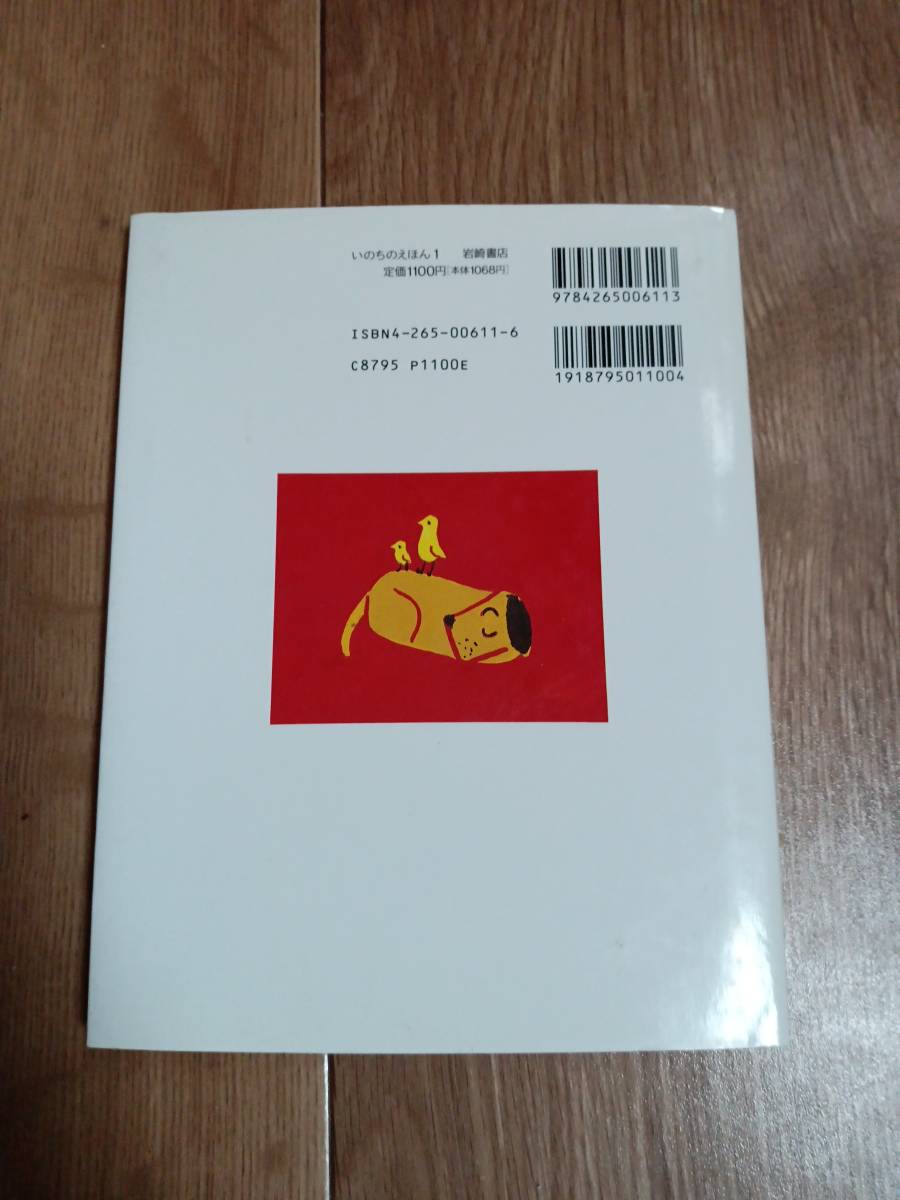 いのちのえほん1 岩崎書店
定価1100円[本体1068円]
9784265006113
ISBN4-265-00611-6
C8795 P1100E
1918795011004